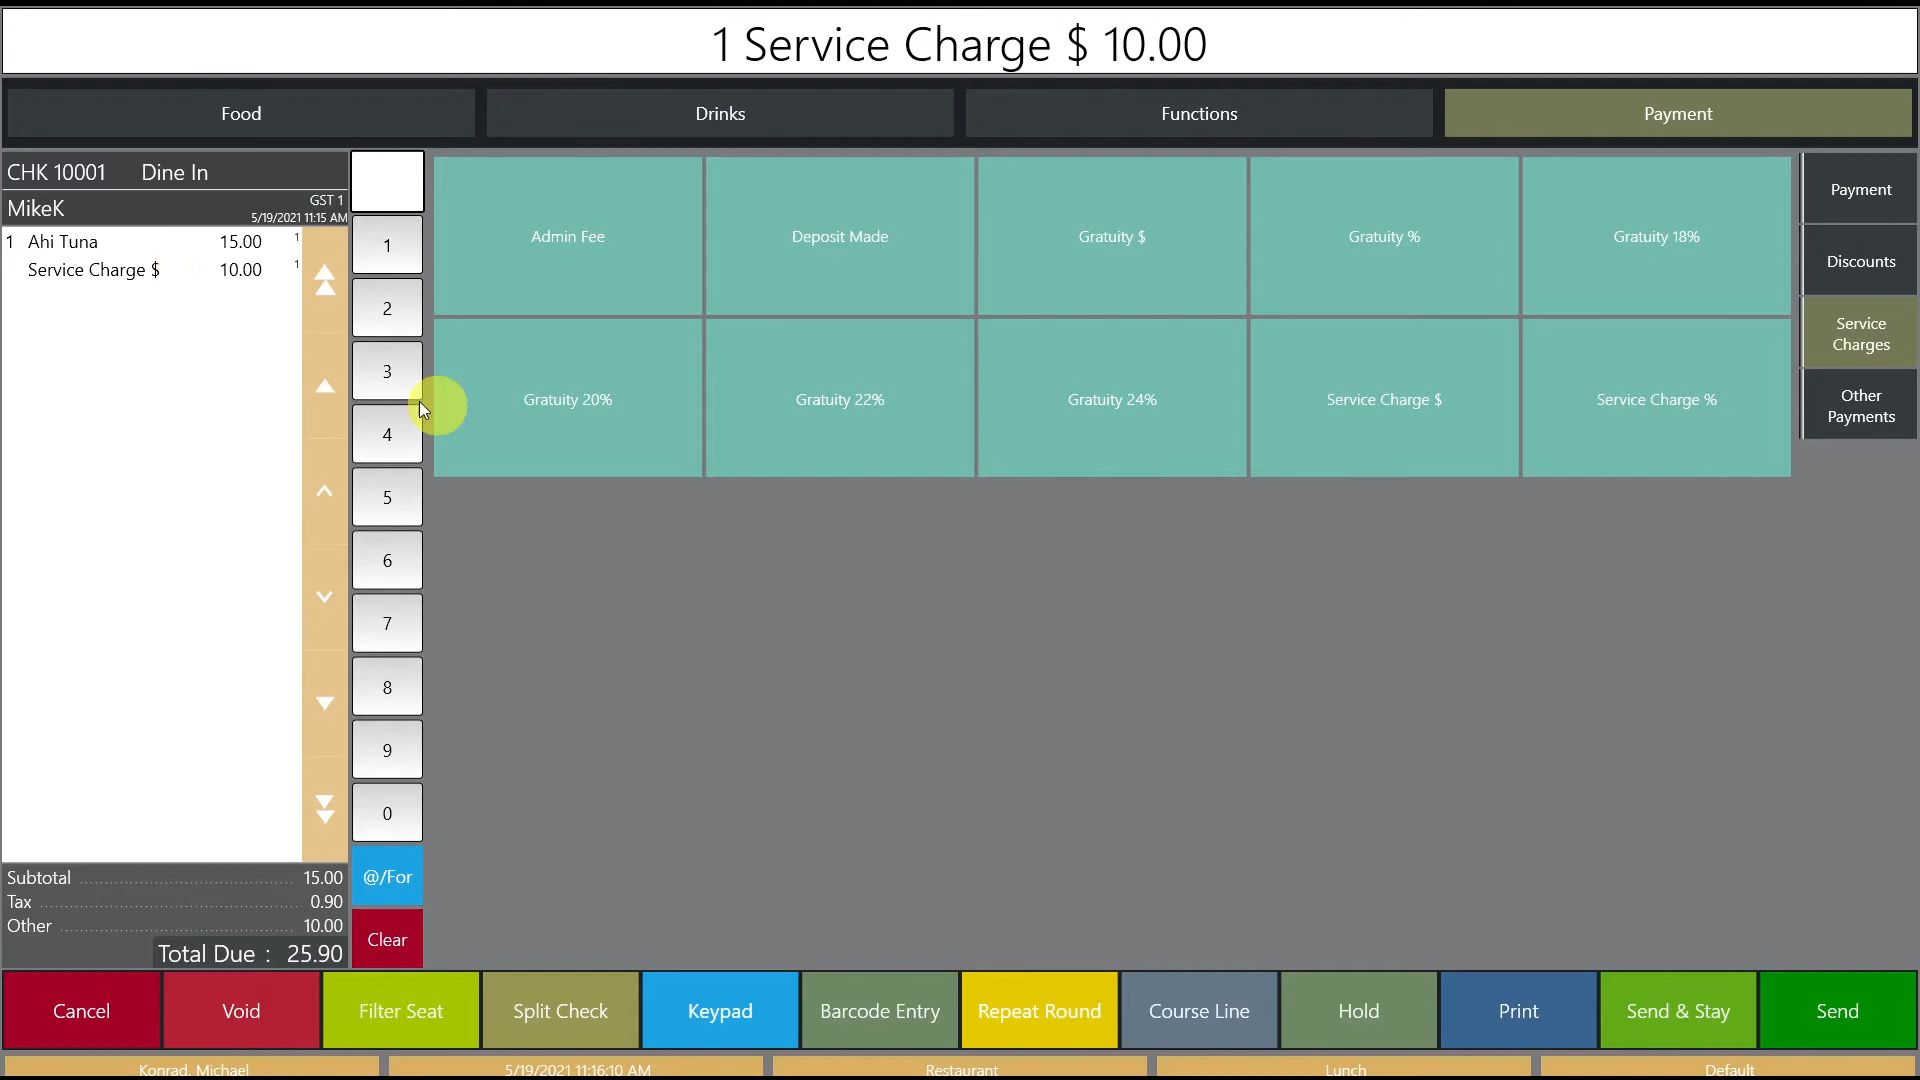 1 Service Charge $ 10.00
Food
Drinks
Functions
Payment
CHK 10001 Dine In
MikeK
GST 1
5/19/2021 11:15 AM
1 Ahi Tuna 15.00 1
Service Charge $ 10.00 1
Subtotal 15.00
Tax 0.90
Other 10.00
Total Due : 25.90
1
2
3
4
5
6
7
8
9
0
@/For
Clear
Admin Fee
Deposit Made
Gratuity $
Gratuity %
Gratuity 18%
Gratuity 20%
Gratuity 22%
Gratuity 24%
Service Charge $
Service Charge %
Payment
Discounts
Service
Charges
Other
Payments
Cancel
Void
Filter Seat
Split Check
Keypad
Barcode Entry
Repeat Round
Course Line
Hold
Print
Send & Stay
Send
Konrad, Michael
5/19/2021 11:16:10 AM
Restaurant
Lunch
Default